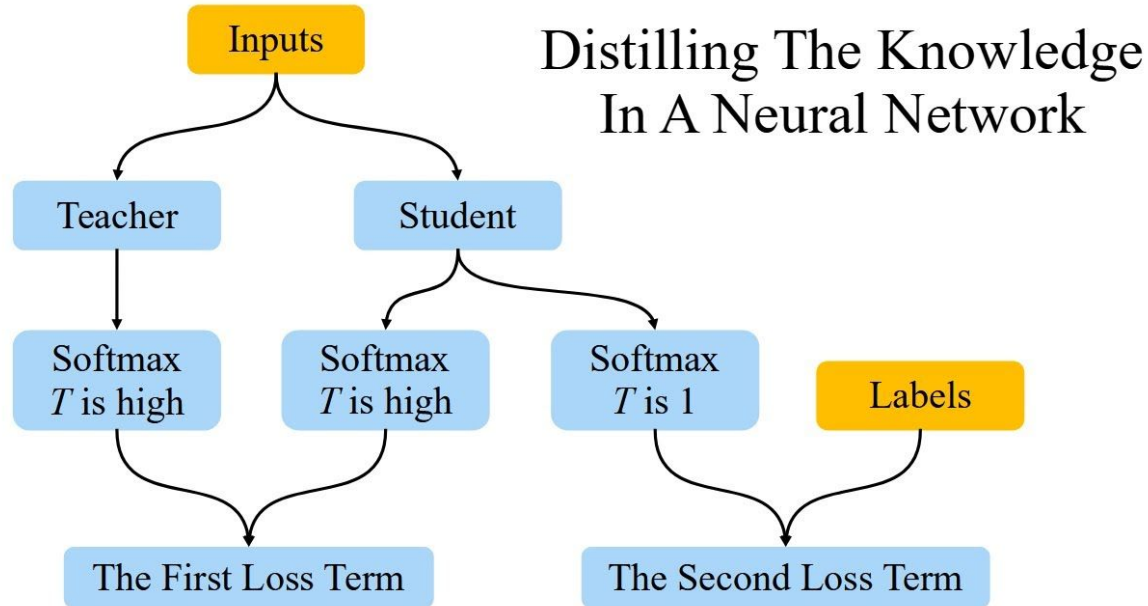 Inputs
Distilling The Knowledge
In A Neural Network
Teacher
Student
Softmax
T is high
Softmax
T is high
Softmax
T is 1
Labels
The First Loss Term
The Second Loss Term